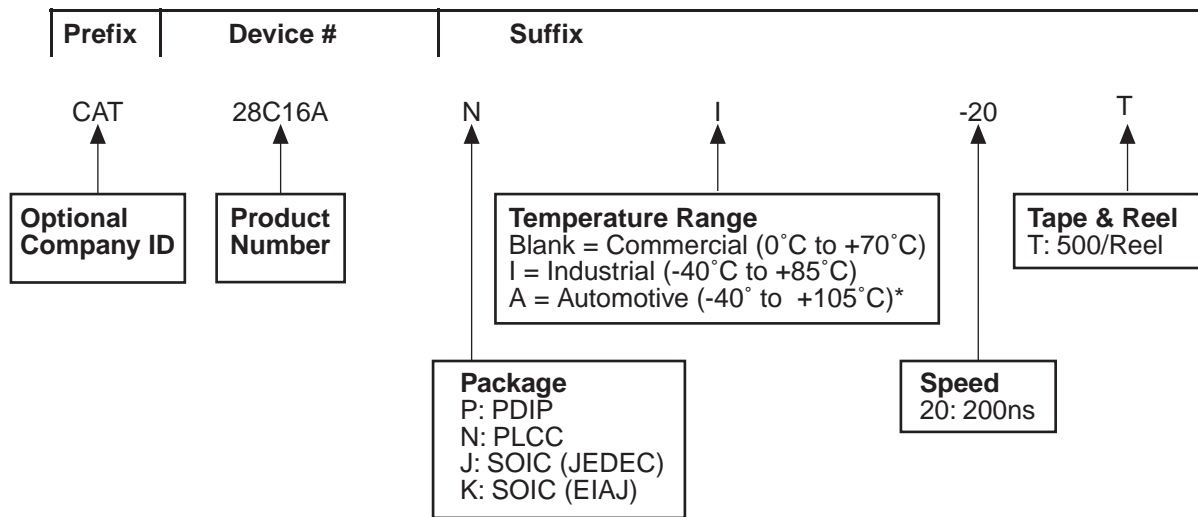 Prefix Device # Suffix
CAT 28C16A N I -20 T
Optional
Company ID
Product
Number
Temperature Range
Blank = Commercial (0˚C to +70˚C)
I = Industrial (-40˚C to +85˚C)
A = Automotive (-40˚ to +105˚C)*
Tape & Reel
T: 500/Reel
Package
P: PDIP
N: PLCC
J: SOIC (JEDEC)
K: SOIC (EIAJ)
Speed
20: 200ns